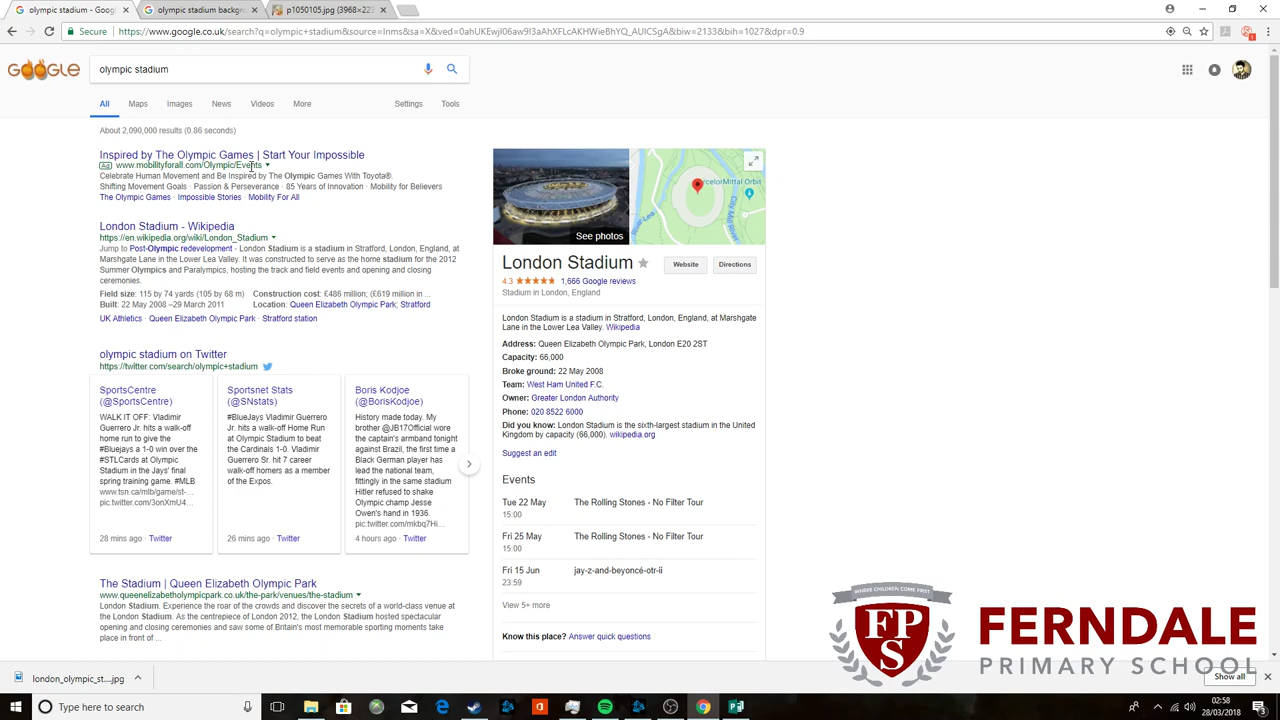 olympic stadium - Goog
olympic stadium backgr
p1050105.jpg (3968×22
Secure
https://www.google.co.uk/search?q=olympic+stadium&source=lnms&sa=X&ved=0ahUKEwjI06aw9I3aAhXFLcAKHWieBhYQ_AUICSgA&biw=2133&bih=1027&dpr=0.9
olympic stadium
All Maps Images News Videos More Settings Tools
About 2,090,000 results (0.86 seconds)
Inspired by The Olympic Games | Start Your Impossible
Ad www.mobilityforall.com/Olympic/Events
Celebrate Human Movement and Be Inspired by The Olympic Games With Toyota®.
Shifting Movement Goals · Passion & Perseverance · 85 Years of Innovation · Mobility for Believers
The Olympic Games · Impossible Stories · Mobility For All
London Stadium - Wikipedia
https://en.wikipedia.org/wiki/London_Stadium
Jump to Post-Olympic redevelopment - London Stadium is a stadium in Stratford, London, England, at
Marshgate Lane in the Lower Lea Valley. It was constructed to serve as the home stadium for the 2012
Summer Olympics and Paralympics, hosting the track and field events and opening and closing
ceremonies.
Field size: 115 by 74 yards (105 by 68 m) Construction cost: £486 million; (£619 million in ...
Built: 22 May 2008 –29 March 2011 Location: Queen Elizabeth Olympic Park; Stratford
UK Athletics · Queen Elizabeth Olympic Park · Stratford station
olympic stadium on Twitter
https://twitter.com/search/olympic+stadium
SportsCentre
(@SportsCentre)
WALK IT OFF: Vladimir
Guerrero Jr. hits a walk-off
home run to give the
#Bluejays a 1-0 win over the
#STLCards at Olympic
Stadium in the Jays' final
spring training game. #MLB
www.tsn.ca/mlb/game/st-...
pic.twitter.com/3onXmU4...
28 mins ago · Twitter
Sportsnet Stats
(@SNstats)
#BlueJays Vladimir Guerrero
Jr. hits a walk-off Home Run
at Olympic Stadium to beat
the Cardinals 1-0. Vladimir
Guerrero Sr. hit 7 career
walk-off homers as a member
of the Expos.
26 mins ago · Twitter
Boris Kodjoe
(@BorisKodjoe)
History made today. My
brother @JB17Official wore
the captain's armband tonight
against Brazil, the first time a
Black German player has
lead the national team,
fittingly in the same stadium
Hitler refused to shake
Olympic champ Jesse
Owen's hand in 1936.
pic.twitter.com/mkbq7Hi...
4 hours ago · Twitter
The Stadium | Queen Elizabeth Olympic Park
www.queenelizabetholympicpark.co.uk/the-park/venues/the-stadium
London Stadium. Experience the roar of the crowds and discover the secrets of a world-class venue at
the London Stadium. As the centrepiece of London 2012, the London Stadium hosted spectacular
opening and closing ceremonies and saw some of Britain's most memorable sporting moments take
place in front of ...
See photos
rcelorMittal Orbit
City Mill
London Stadium
Website
Directions
4.3 1,666 Google reviews
Stadium in London, England
London Stadium is a stadium in Stratford, London, England, at Marshgate
Lane in the Lower Lea Valley. Wikipedia
Address: Queen Elizabeth Olympic Park, London E20 2ST
Capacity: 66,000
Broke ground: 22 May 2008
Team: West Ham United F.C.
Owner: Greater London Authority
Phone: 020 8522 6000
Did you know: London Stadium is the sixth-largest stadium in the United
Kingdom by capacity (66,000). wikipedia.org
Suggest an edit
Events
Tue 22 May The Rolling Stones - No Filter Tour
15:00
Fri 25 May The Rolling Stones - No Filter Tour
15:00
Fri 15 Jun jay-z-and-beyoncé-otr-ii
23:59
View 5+ more
Know this place? Answer quick questions
WHERE CHILDREN COME FIRST
FPS
FERNDALE
PRIMARY SCHOOL
london_olympic_st....jpg
Show all
Type here to search
02:58
28/03/2018